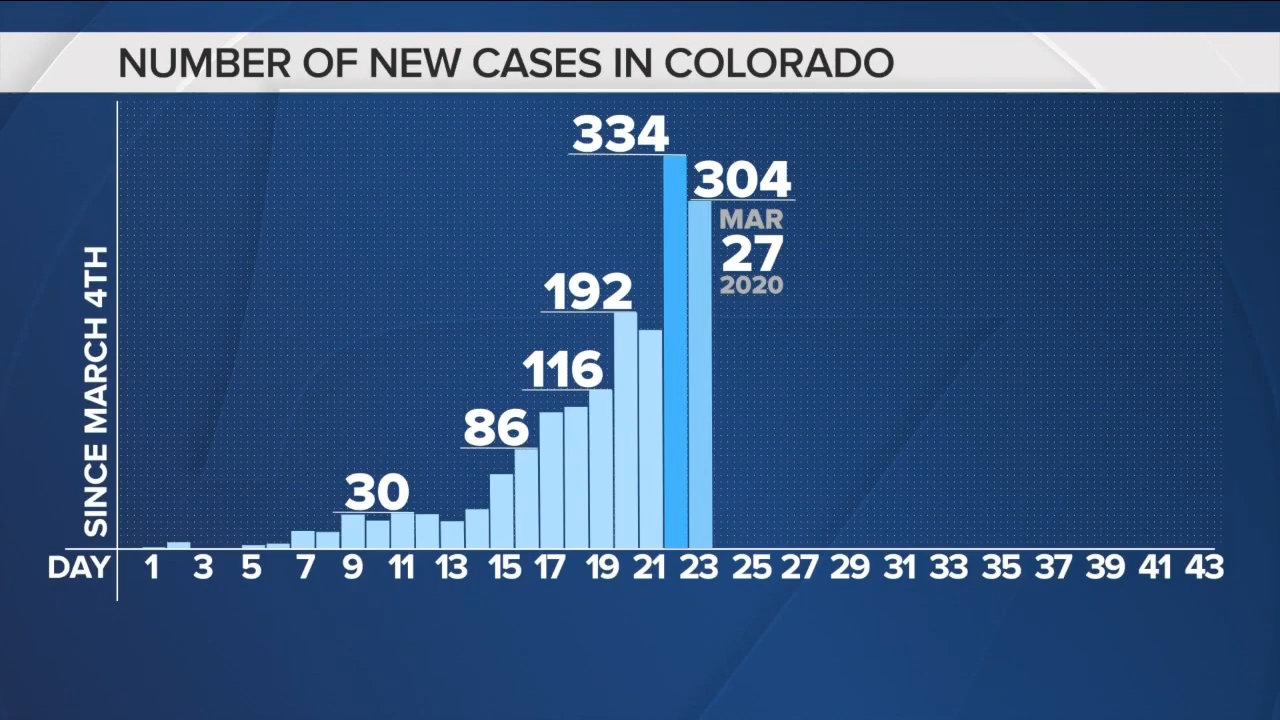 NUMBER OF NEW CASES IN COLORADO
334
304
MAR
27
2020
192
116
86
30
SINCE MARCH 4TH
DAY 1 3 5 7 9 11 13 15 17 19 21 23 25 27 29 31 33 35 37 39 41 43